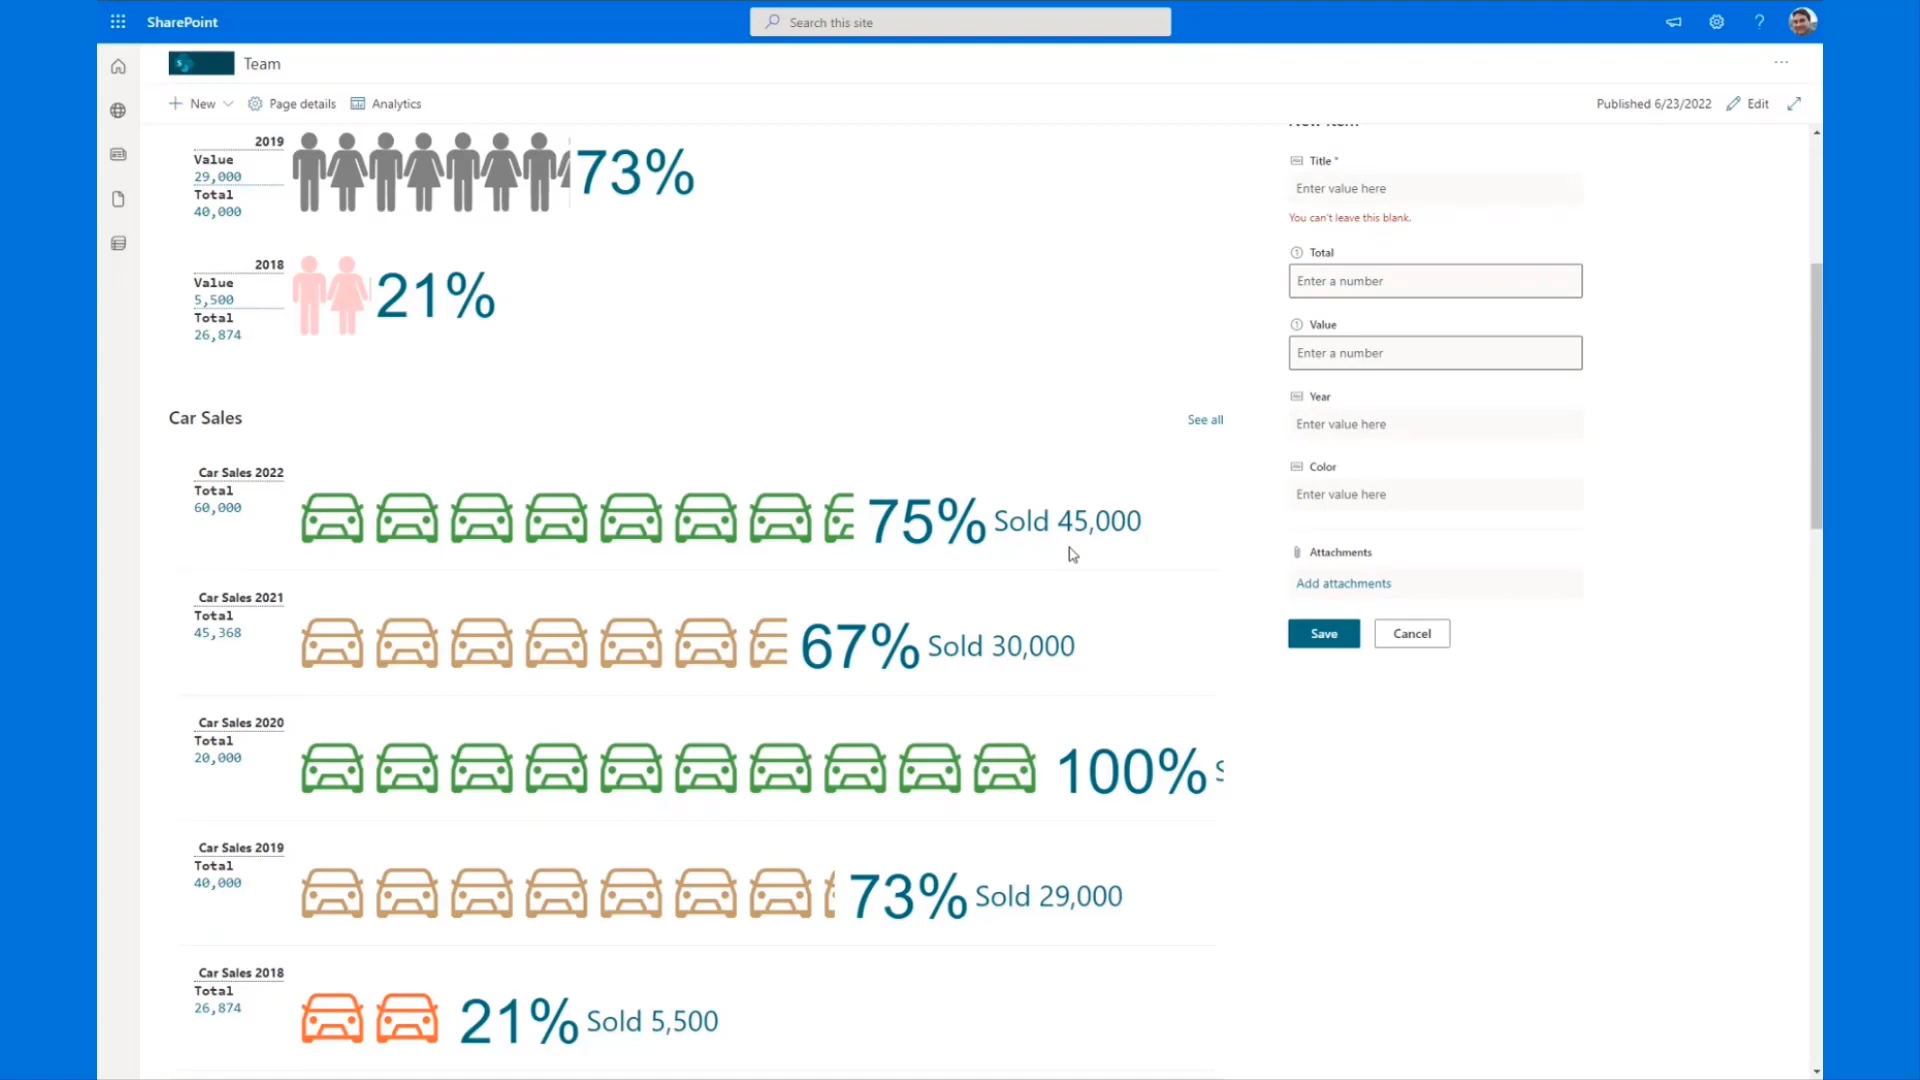 SharePoint
Search this site
?
S
Team
New
Page details
Analytics
Published 6/23/2022
Edit
2019
Value
29,000
Total
40,000
73%
2018
Value
5,500
Total
26,874
21%
Car Sales
See all
Car Sales 2022
Total
60,000
75% Sold 45,000
Car Sales 2021
Total
45,368
67% Sold 30,000
Car Sales 2020
Total
20,000
100%
Car Sales 2019
Total
40,000
73% Sold 29,000
Car Sales 2018
Total
26,874
21% Sold 5,500
Title *
Enter value here
You can't leave this blank.
Total
Enter a number
Value
Enter a number
Year
Enter value here
Color
Enter value here
Attachments
Add attachments
Save
Cancel